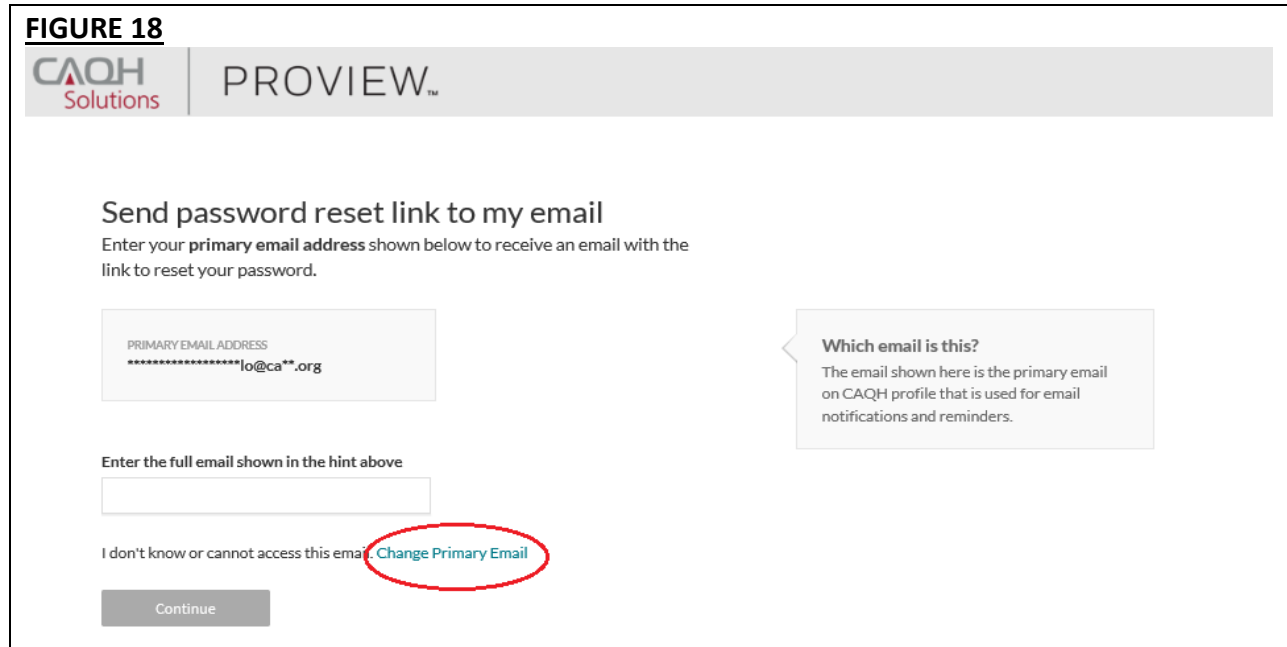 FIGURE 18
CAQH
Solutions
PROVIEW™
Send password reset link to my email
Enter your primary email address shown below to receive an email with the
link to reset your password.
PRIMARY EMAIL ADDRESS
******************lo@ca**.org
Which email is this?
The email shown here is the primary email
on CAQH profile that is used for email
notifications and reminders.
Enter the full email shown in the hint above
I don't know or cannot access this email. Change Primary Email
Continue